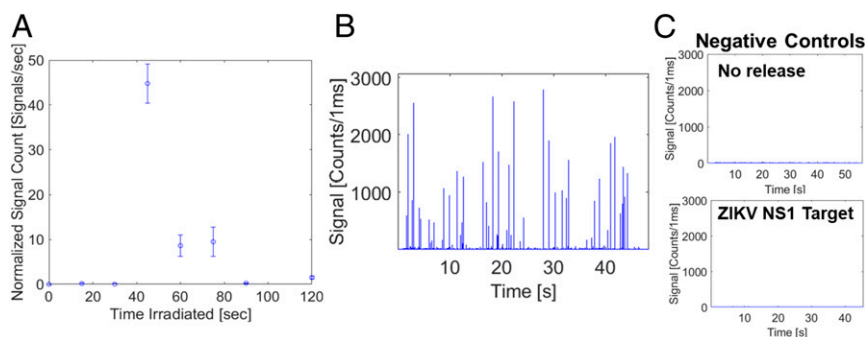 A
Normalized Signal Count [Signals/sec]
50
40
30
20
10
0
0 20 40 60 80 100 120
Time Irradiated [sec]
B
Signal [Counts/1ms]
3000
2000
1000
10 20 30 40
Time [s]
C
Negative Controls
No release
Signal [Counts/1ms]
3000
2000
1000
0
10 20 30 40 50
Time [s]
ZIKV NS1 Target
Signal [Counts/1ms]
3000
2000
1000
0
10 20 30 40
Time [s]